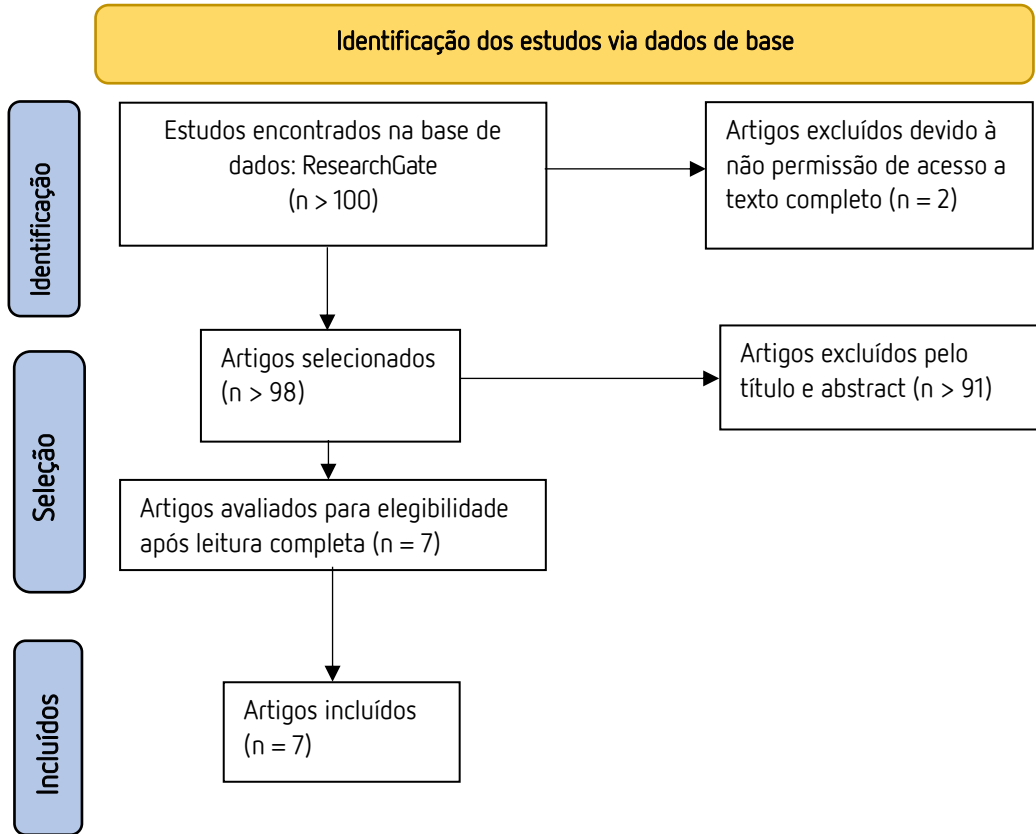 Identificação dos estudos via dados de base
Identificação
Estudos encontrados na base de
dados: ResearchGate
(n > 100)
Artigos excluídos devido à
não permissão de acesso a
texto completo (n = 2)
Seleção
Artigos selecionados
(n > 98)
Artigos excluídos pelo
título e abstract (n > 91)
Artigos avaliados para elegibilidade
após leitura completa (n = 7)
Incluídos
Artigos incluídos
(n = 7)